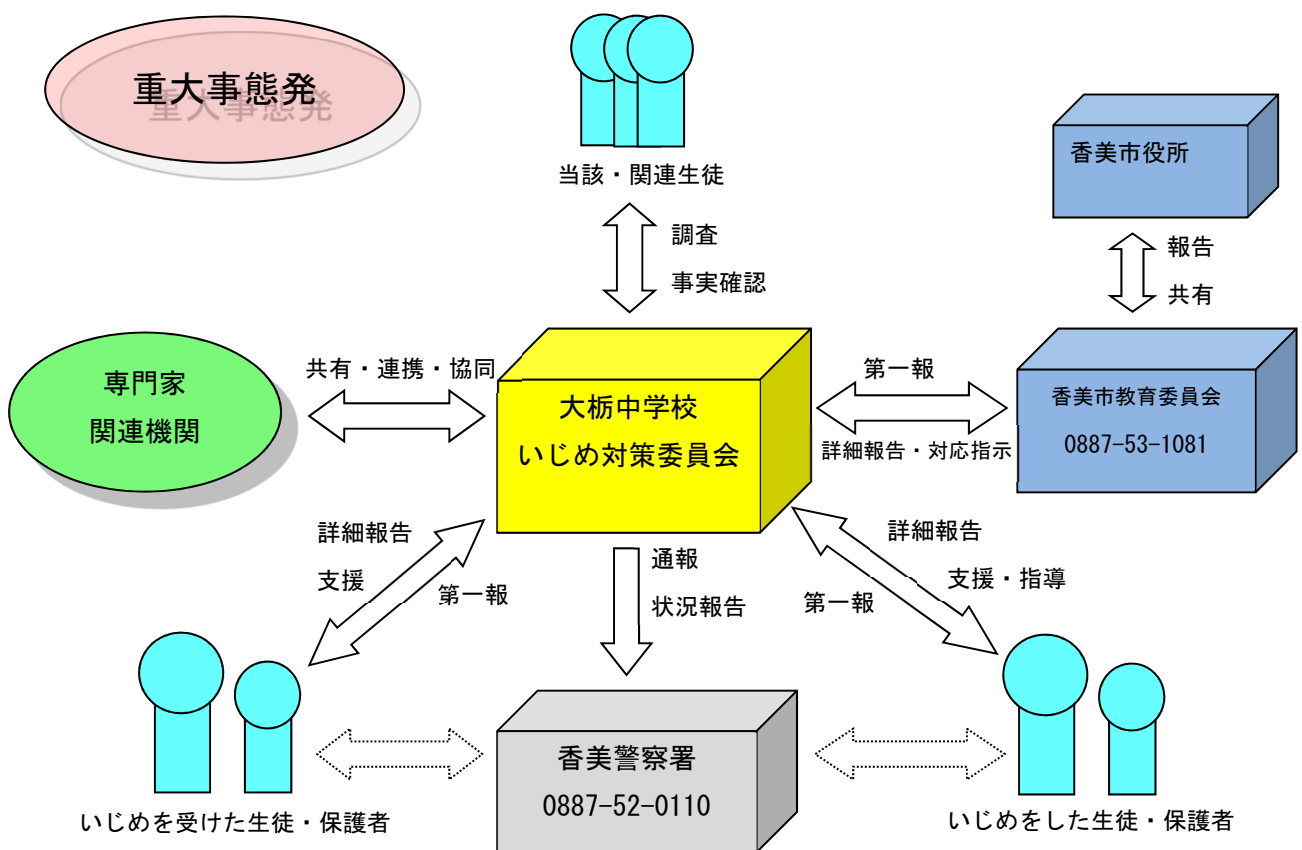 重大事態発
当該・関連生徒
香美市役所
調査
事実確認
報告
共有
専門家
関連機関
共有・連携・協同
大栃中学校
いじめ対策委員会
第一報
詳細報告・対応指示
香美市教育委員会
0887-53-1081
詳細報告
支援
第一報
通報
状況報告
詳細報告
支援・指導
第一報
香美警察署
0887-52-0110
いじめを受けた生徒・保護者
いじめをした生徒・保護者